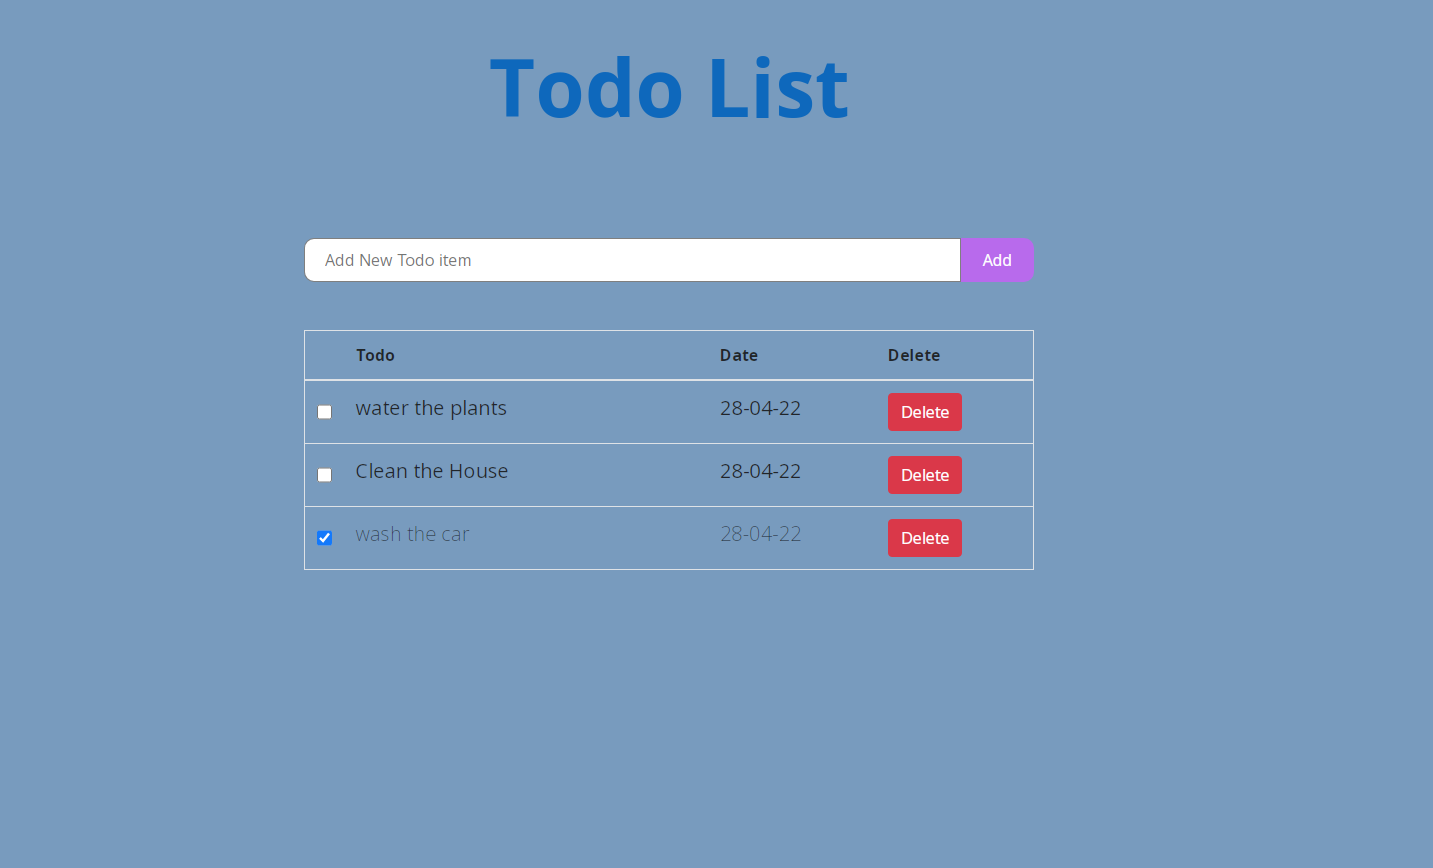 Todo List
Add New Todo item Add
Todo Date Delete
water the plants 28-04-22 Delete
Clean the House 28-04-22 Delete
wash the car 28-04-22 Delete